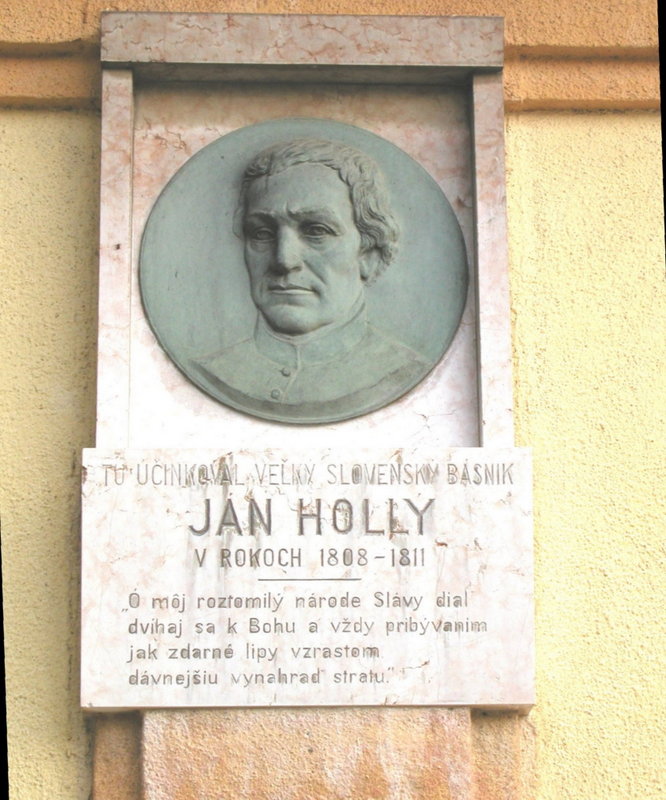 TU ÚČINKOVAL VEĽKÝ SLOVENSKÝ BÁSNIK
JÁN HOLLÝ
V ROKOCH 1808-1811
„Ó môj roztomilý národe Slávy dial
dvíhaj sa k Bohu a vždy pribývaním
jak zdarné lipy vzrastom
dávnejšiu vynahraď stratu."